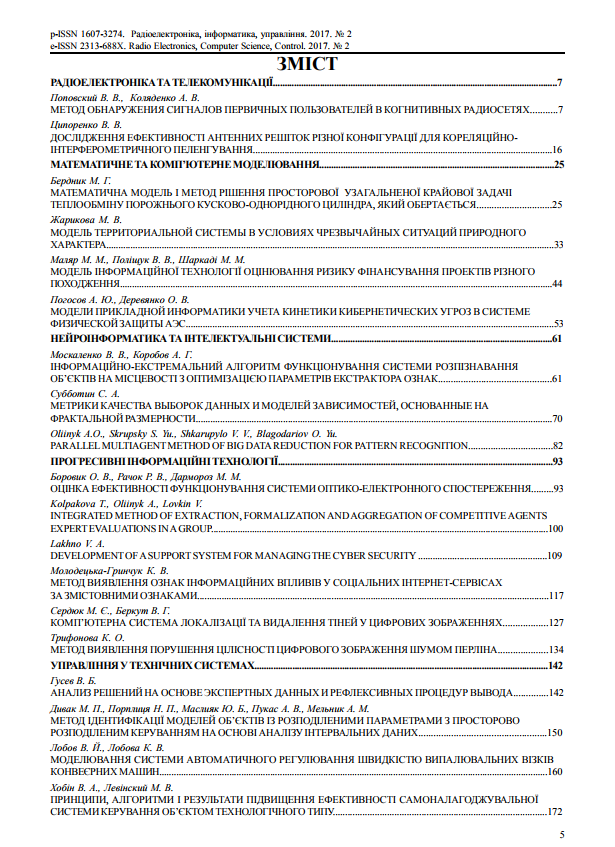 p-ISSN 1607-3274. Радіоелектроніка, інформатика, управління. 2017. № 2
e-ISSN 2313-688X. Radio Electronics, Computer Science, Control. 2017. № 2
ЗМІСТ
РАДІОЕЛЕКТРОНІКА ТА ТЕЛЕКОМУНІКАЦІЇ...7
Поповский В. В., Коляденко А. В.
МЕТОД ОБНАРУЖЕНИЯ СИГНАЛОВ ПЕРВИЧНЫХ ПОЛЬЗОВАТЕЛЕЙ В КОГНИТИВНЫХ РАДИОСЕТЯХ...7
Ципоренко В. В.
ДОСЛІДЖЕННЯ ЕФЕКТИВНОСТІ АНТЕННИХ РЕШІТОК РІЗНОЇ КОНФІГУРАЦІЇ ДЛЯ КОРЕЛЯЦІЙНО-
ІНТЕРФЕРОМЕТРИЧНОГО ПЕЛЕНГУВАННЯ...16
МАТЕМАТИЧНЕ ТА КОМП'ЮТЕРНЕ МОДЕЛЮВАННЯ...25
Бердник М. Г.
МАТЕМАТИЧНА МОДЕЛЬ І МЕТОД РІШЕННЯ ПРОСТОРОВОЇ УЗАГАЛЬНЕНОЇ КРАЙОВОЇ ЗАДАЧІ
ТЕПЛООБМІНУ ПОРОЖНЬОГО КУСКОВО-ОДНОРІДНОГО ЦИЛІНДРА, ЯКИЙ ОБЕРТАЄТЬСЯ...25
Жарикова М. В.
МОДЕЛЬ ТЕРРИТОРИАЛЬНОЙ СИСТЕМЫ В УСЛОВИЯХ ЧРЕЗВЫЧАЙНЫХ СИТУАЦИЙ ПРИРОДНОГО
ХАРАКТЕРА...33
Маляр М. М., Поліщук В. В., Шаркаді М. М.
МОДЕЛЬ ІНФОРМАЦІЙНОЇ ТЕХНОЛОГІЇ ОЦІНЮВАННЯ РИЗИКУ ФІНАНСУВАННЯ ПРОЕКТІВ РІЗНОГО
ПОХОДЖЕННЯ...44
Погосов А. Ю., Деревянко О. В.
МОДЕЛИ ПРИКЛАДНОЙ ИНФОРМАТИКИ УЧЕТА КИНЕТИКИ КИБЕРНЕТИЧЕСКИХ УГРОЗ В СИСТЕМЕ
ФИЗИЧЕСКОЙ ЗАЩИТЫ АЭС...53
НЕЙРОІНФОРМАТИКА ТА ІНТЕЛЕКТУАЛЬНІ СИСТЕМИ...61
Москаленко В. В., Коробов А. Г.
ІНФОРМАЦІЙНО-ЕКСТРЕМАЛЬНИЙ АЛГОРИТМ ФУНКЦІОНУВАННЯ СИСТЕМИ РОЗПІЗНАВАННЯ
ОБ'ЄКТІВ НА МІСЦЕВОСТІ З ОПТИМІЗАЦІЄЮ ПАРАМЕТРІВ ЕКСТРАКТОРА ОЗНАК...61
Субботин С. А.
МЕТРИКИ КАЧЕСТВА ВЫБОРОК ДАННЫХ И МОДЕЛЕЙ ЗАВИСИМОСТЕЙ, ОСНОВАННЫЕ НА
ФРАКТАЛЬНОЙ РАЗМЕРНОСТИ...70
Oliinyk A.O., Skrupsky S. Yu., Shkarupylo V. V., Blagodariov O. Yu.
PARALLEL MULTIAGENT METHOD OF BIG DATA REDUCTION FOR PATTERN RECOGNITION...82
ПРОГРЕСИВНІ ІНФОРМАЦІЙНІ ТЕХНОЛОГІЇ...93
Боровик О. В., Рачок Р. В., Дармороз М. М.
ОЦІНКА ЕФЕКТИВНОСТІ ФУНКЦІОНУВАННЯ СИСТЕМИ ОПТИКО-ЕЛЕКТРОННОГО СПОСТЕРЕЖЕННЯ...93
Kolpakova T., Oliinyk A., Lovkin V.
INTEGRATED METHOD OF EXTRACTION, FORMALIZATION AND AGGREGATION OF COMPETITIVE AGENTS
EXPERT EVALUATIONS IN A GROUP...100
Lakhno V. A.
DEVELOPMENT OF A SUPPORT SYSTEM FOR MANAGING THE CYBER SECURITY ...109
Молодецька-Гринчук К. В.
МЕТОД ВИЯВЛЕННЯ ОЗНАК ІНФОРМАЦІЙНИХ ВПЛИВІВ У СОЦІАЛЬНИХ ІНТЕРНЕТ-СЕРВІСАХ
ЗА ЗМІСТОВНИМИ ОЗНАКАМИ...117
Сердюк М. Є., Беркут В. Г.
КОМП'ЮТЕРНА СИСТЕМА ЛОКАЛІЗАЦІЇ ТА ВИДАЛЕННЯ ТІНЕЙ У ЦИФРОВИХ ЗОБРАЖЕННЯХ...127
Трифонова К. О.
МЕТОД ВИЯВЛЕННЯ ПОРУШЕННЯ ЦІЛІСНОСТІ ЦИФРОВОГО ЗОБРАЖЕННЯ ШУМОМ ПЕРЛІНА...134
УПРАВЛІННЯ У ТЕХНІЧНИХ СИСТЕМАХ...142
Гусев В. Б.
АНАЛИЗ РЕШЕНИЙ НА ОСНОВЕ ЭКСПЕРТНЫХ ДАННЫХ И РЕФЛЕКСИВНЫХ ПРОЦЕДУР ВЫВОДА...142
Дивак М. П., Порплиця Н. П., Маслияк Ю. Б., Пукас А. В., Мельник А. М.
МЕТОД ІДЕНТИФІКАЦІЇ МОДЕЛЕЙ ОБ'ЄКТІВ ІЗ РОЗПОДІЛЕНИМИ ПАРАМЕТРАМИ З ПРОСТОРОВО
РОЗПОДІЛЕНИМ КЕРУВАННЯМ НА ОСНОВІ АНАЛІЗУ ІНТЕРВАЛЬНИХ ДАНИХ...150
Лобов В. Й., Лобова К. В.
МОДЕЛЮВАННЯ СИСТЕМИ АВТОМАТИЧНОГО РЕГУЛЮВАННЯ ШВИДКІСТЮ ВИПАЛЮВАЛЬНИХ ВІЗКІВ
КОНВЕЄРНИХ МАШИН...160
Хобін В. А., Левінский М. В.
ПРИНЦИПИ, АЛГОРИТМИ І РЕЗУЛЬТАТИ ПІДВИЩЕННЯ ЕФЕКТИВНОСТІ САМОНАЛАГОДЖУВАЛЬНОЇ
СИСТЕМИ КЕРУВАННЯ ОБ'ЄКТОМ ТЕХНОЛОГІЧНОГО ТИПУ...172
5